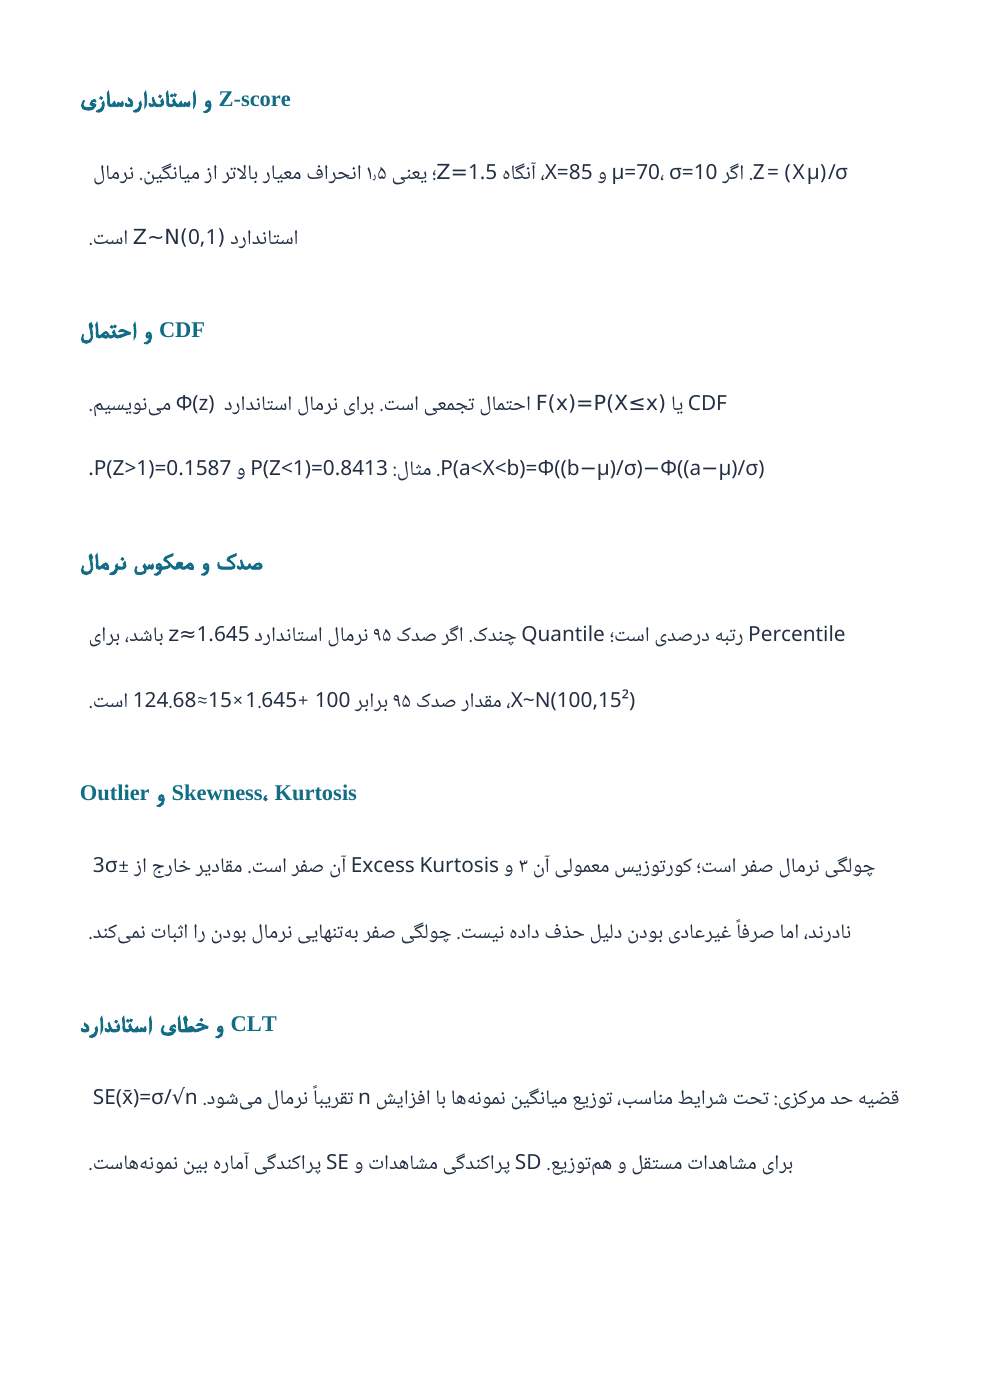 Z-score و استانداردسازی
Z= (Xμ)/σ. اگر μ=70، σ=10 و X=85، آنگاه Z=1.5؛ یعنی ۱٫۵ انحراف معیار بالاتر از میانگین. نرمال
استاندارد Z~N(0,1) است.
CDF و احتمال
CDF یا F(x)=P(X≤x) احتمال تجمعی است. برای نرمال استاندارد Φ(z) می‌نویسیم.
P(a<X<b)=Φ((b−μ)/σ)−Φ((a−μ)/σ). مثال: P(Z<1)=0.8413 و P(Z>1)=0.1587.
صدک و معکوس نرمال
Percentile رتبه درصدی است؛ Quantile چندک. اگر صدک ۹۵ نرمال استاندارد z≈1.645 باشد، برای
X~N(100,15²)، مقدار صدک ۹۵ برابر 100 +1.645×15≈124.68 است.
Skewness، Kurtosis و Outlier
چولگی نرمال صفر است؛ کورتوزیس معمولی آن ۳ و Excess Kurtosis آن صفر است. مقادیر خارج از ±3σ
نادرند، اما صرفاً غیرعادی بودن دلیل حذف داده نیست. چولگی صفر به‌تنهایی نرمال بودن را اثبات نمی‌کند.
CLT و خطای استاندارد
قضیه حد مرکزی: تحت شرایط مناسب، توزیع میانگین نمونه‌ها با افزایش n تقریباً نرمال می‌شود. SE(x̄)=σ/√n
برای مشاهدات مستقل و هم‌توزیع. SD پراکندگی مشاهدات و SE پراکندگی آماره بین نمونه‌هاست.